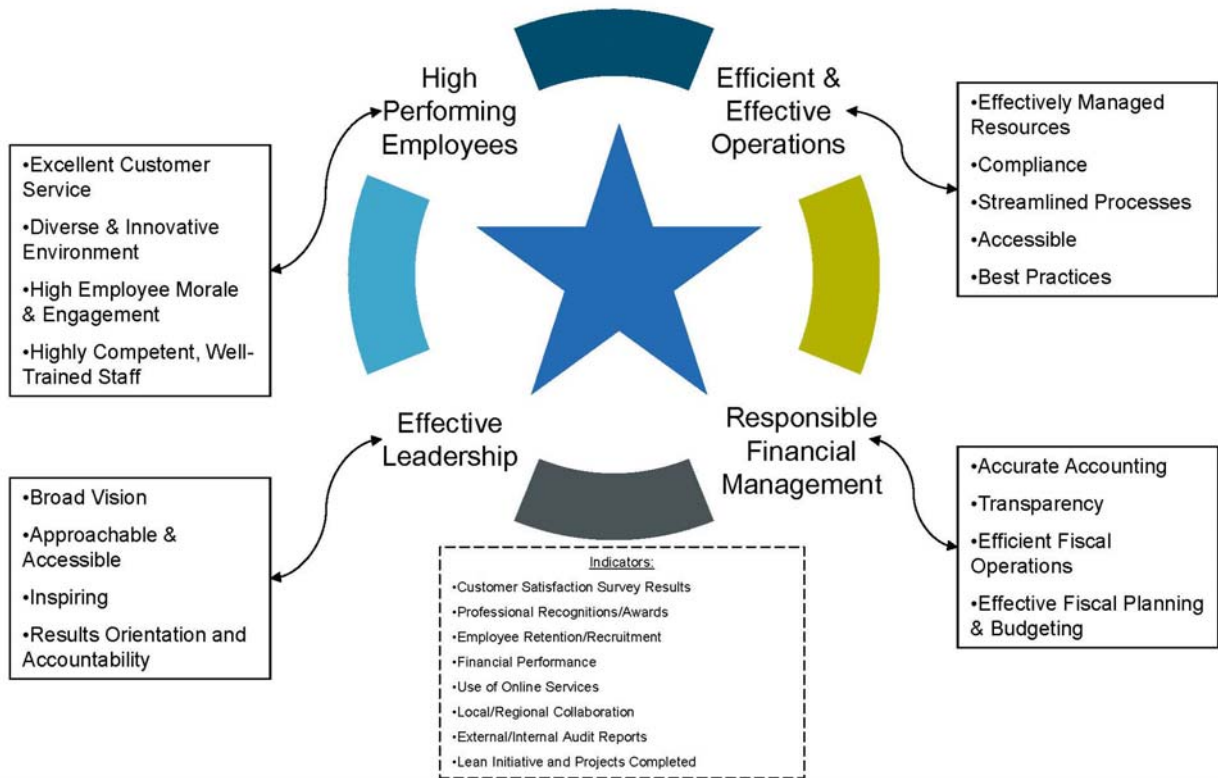 High
Performing
Employees
Efficient &
Effective
Operations
•Excellent Customer
Service
•Diverse & Innovative
Environment
•High Employee Morale
& Engagement
•Highly Competent, Well-
Trained Staff
•Effectively Managed
Resources
•Compliance
•Streamlined Processes
•Accessible
•Best Practices
Effective
Leadership
Responsible
Financial
Management
•Broad Vision
•Approachable &
Accessible
•Inspiring
•Results Orientation and
Accountability
•Accurate Accounting
•Transparency
•Efficient Fiscal
Operations
•Effective Fiscal Planning
& Budgeting
Indicators:
•Customer Satisfaction Survey Results
•Professional Recognitions/Awards
•Employee Retention/Recruitment
•Financial Performance
•Use of Online Services
•Local/Regional Collaboration
•External/Internal Audit Reports
•Lean Initiative and Projects Completed